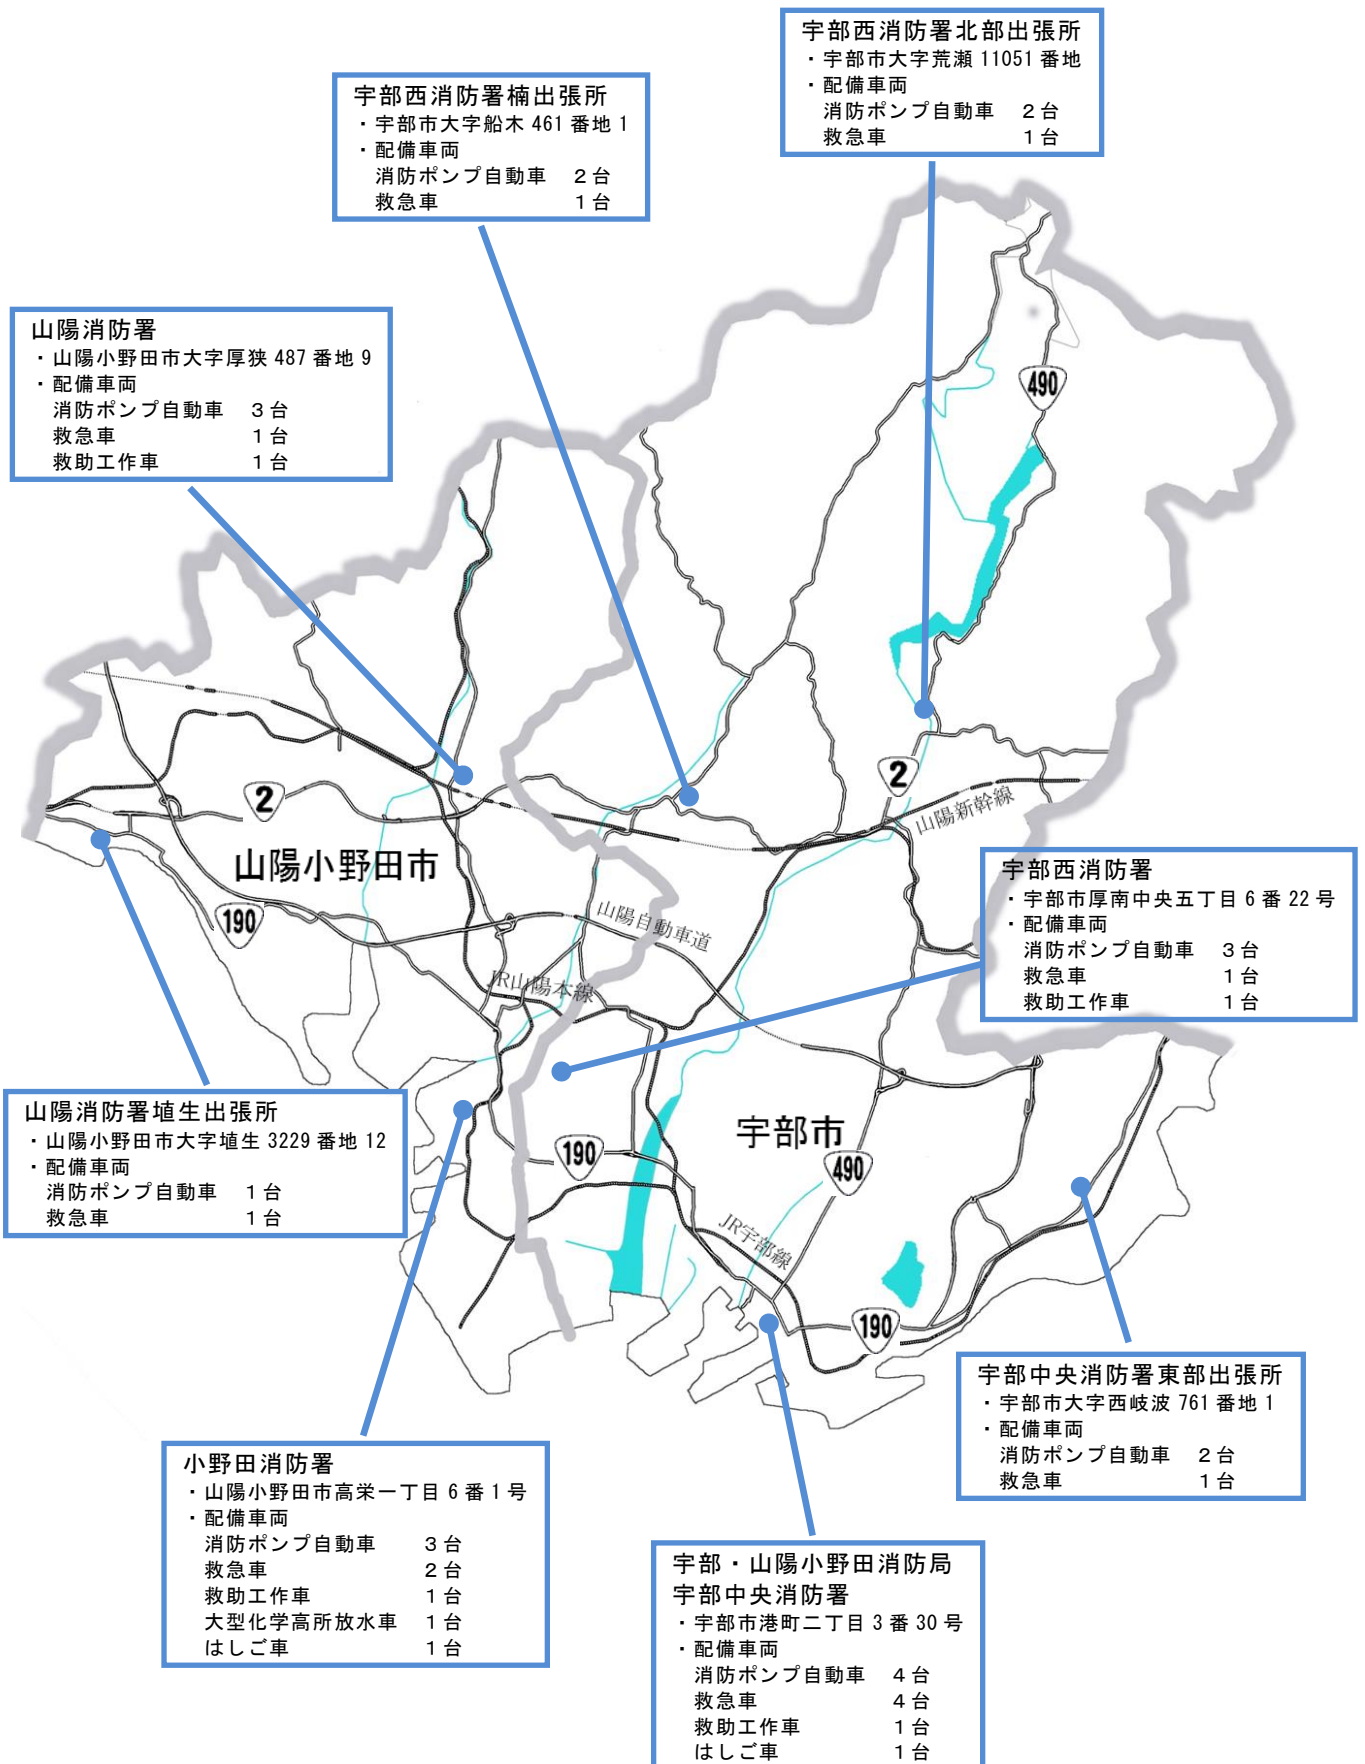 宇部西消防署北部出張所
・宇部市大字荒瀬 11051 番地
・配備車両
消防ポンプ自動車 2台
救急車 1台
宇部西消防署楠出張所
・宇部市大字船木 461 番地 1
・配備車両
消防ポンプ自動車 2台
救急車 1台
山陽消防署
・山陽小野田市大字厚狭 487 番地 9
・配備車両
消防ポンプ自動車 3台
救急車 1台
救助工作車 1台
490
2
2
山陽新幹線
山陽小野田市
190
山陽自動車道
JR山陽本線
宇部西消防署
・宇部市厚南中央五丁目 6 番 22 号
・配備車両
消防ポンプ自動車 3台
救急車 1台
救助工作車 1台
山陽消防署埴生出張所
・山陽小野田市大字埴生 3229 番地 12
・配備車両
消防ポンプ自動車 1台
救急車 1台
宇部市
190
490
JR宇部線
190
宇部中央消防署東部出張所
・宇部市大字西岐波 761 番地 1
・配備車両
消防ポンプ自動車 2台
救急車 1台
小野田消防署
・山陽小野田市高栄一丁目 6 番 1 号
・配備車両
消防ポンプ自動車 3台
救急車 2台
救助工作車 1台
大型化学高所放水車 1台
はしご車 1台
宇部・山陽小野田消防局
宇部中央消防署
・宇部市港町二丁目 3 番 30 号
・配備車両
消防ポンプ自動車 4台
救急車 4台
救助工作車 1台
はしご車 1台